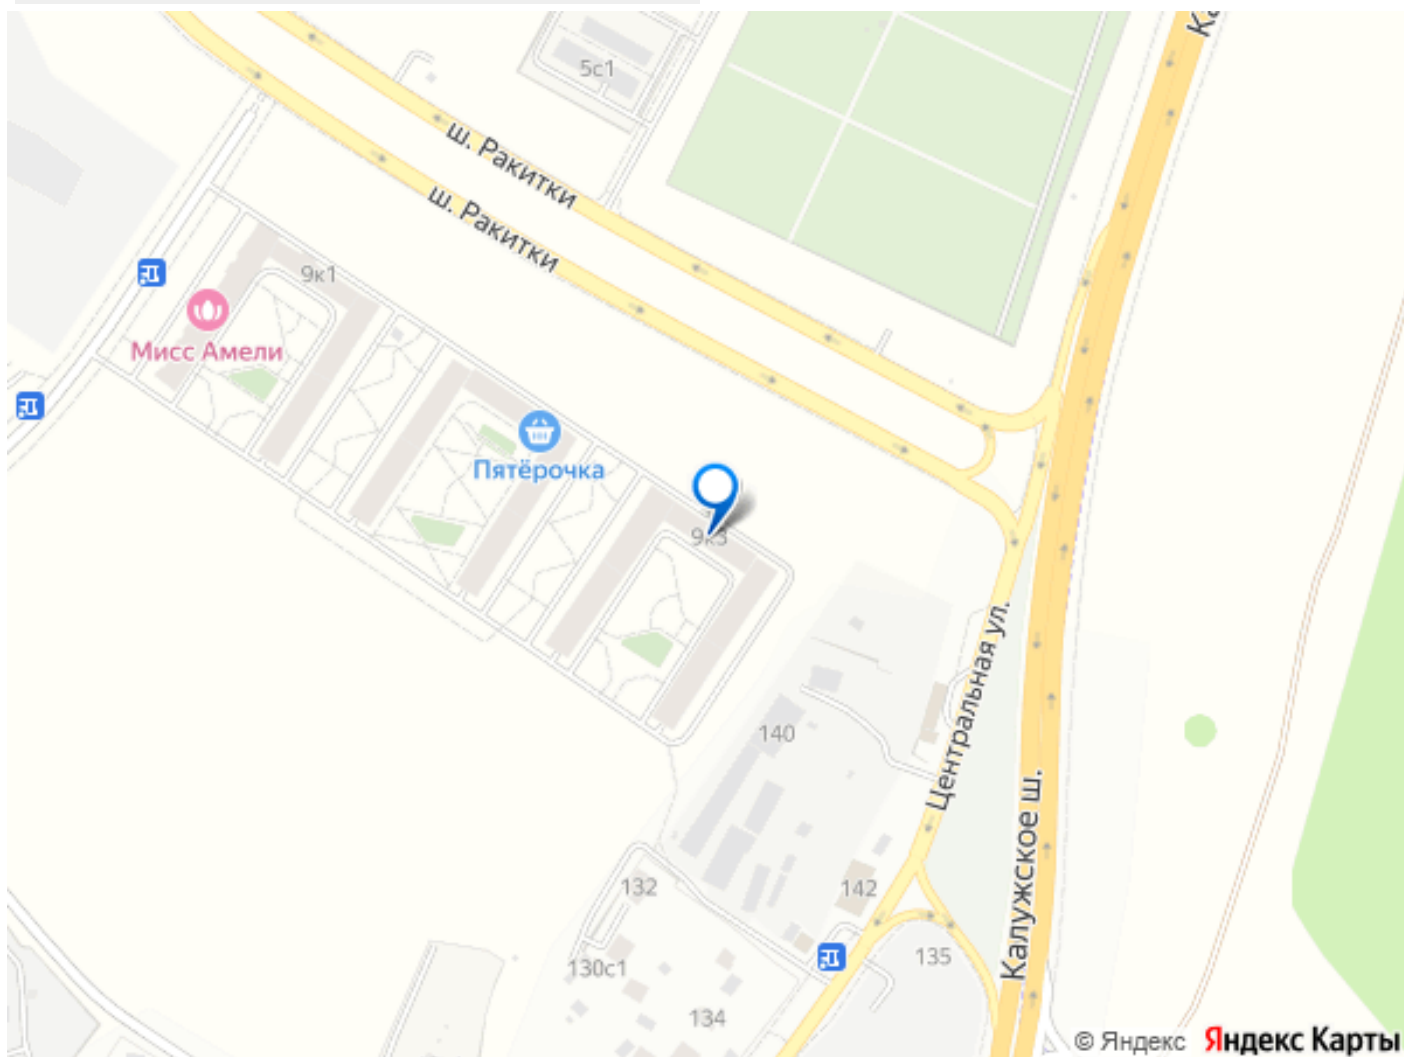 5с1
ш. Ракитки
ш. Ракитки
9к1
Мисс Амели
Пятёрочка
9к3
Центральная ул.
140
Калужское ш.
132
142
130с1
135
134
© Яндекс Яндекс Карты